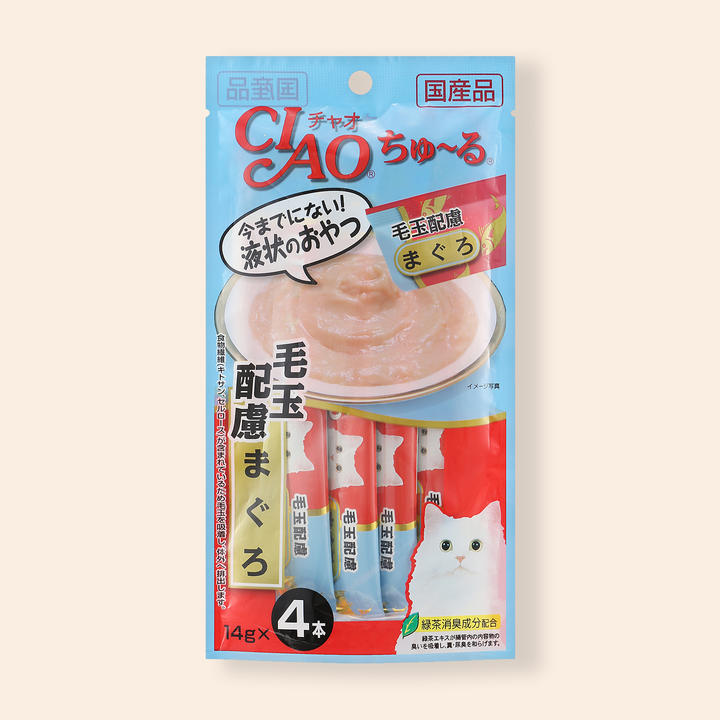 国産品
国産品
CIAO チャオ ® ちゅ〜る®
今までにない!
液状のおやつ
毛玉配慮
まぐろ
イメージ写真
毛玉
配慮
まぐろ
食物繊維(キトサン、セルロース)が含まれているため毛玉を吸着し、体外へ排出します。
毛玉配慮
毛玉配慮
毛玉配慮
毛玉配慮
14g×4本
緑茶消臭成分配合
緑茶エキスが腸管内の内容物の
臭いを吸着し、糞・尿臭を和らげます。